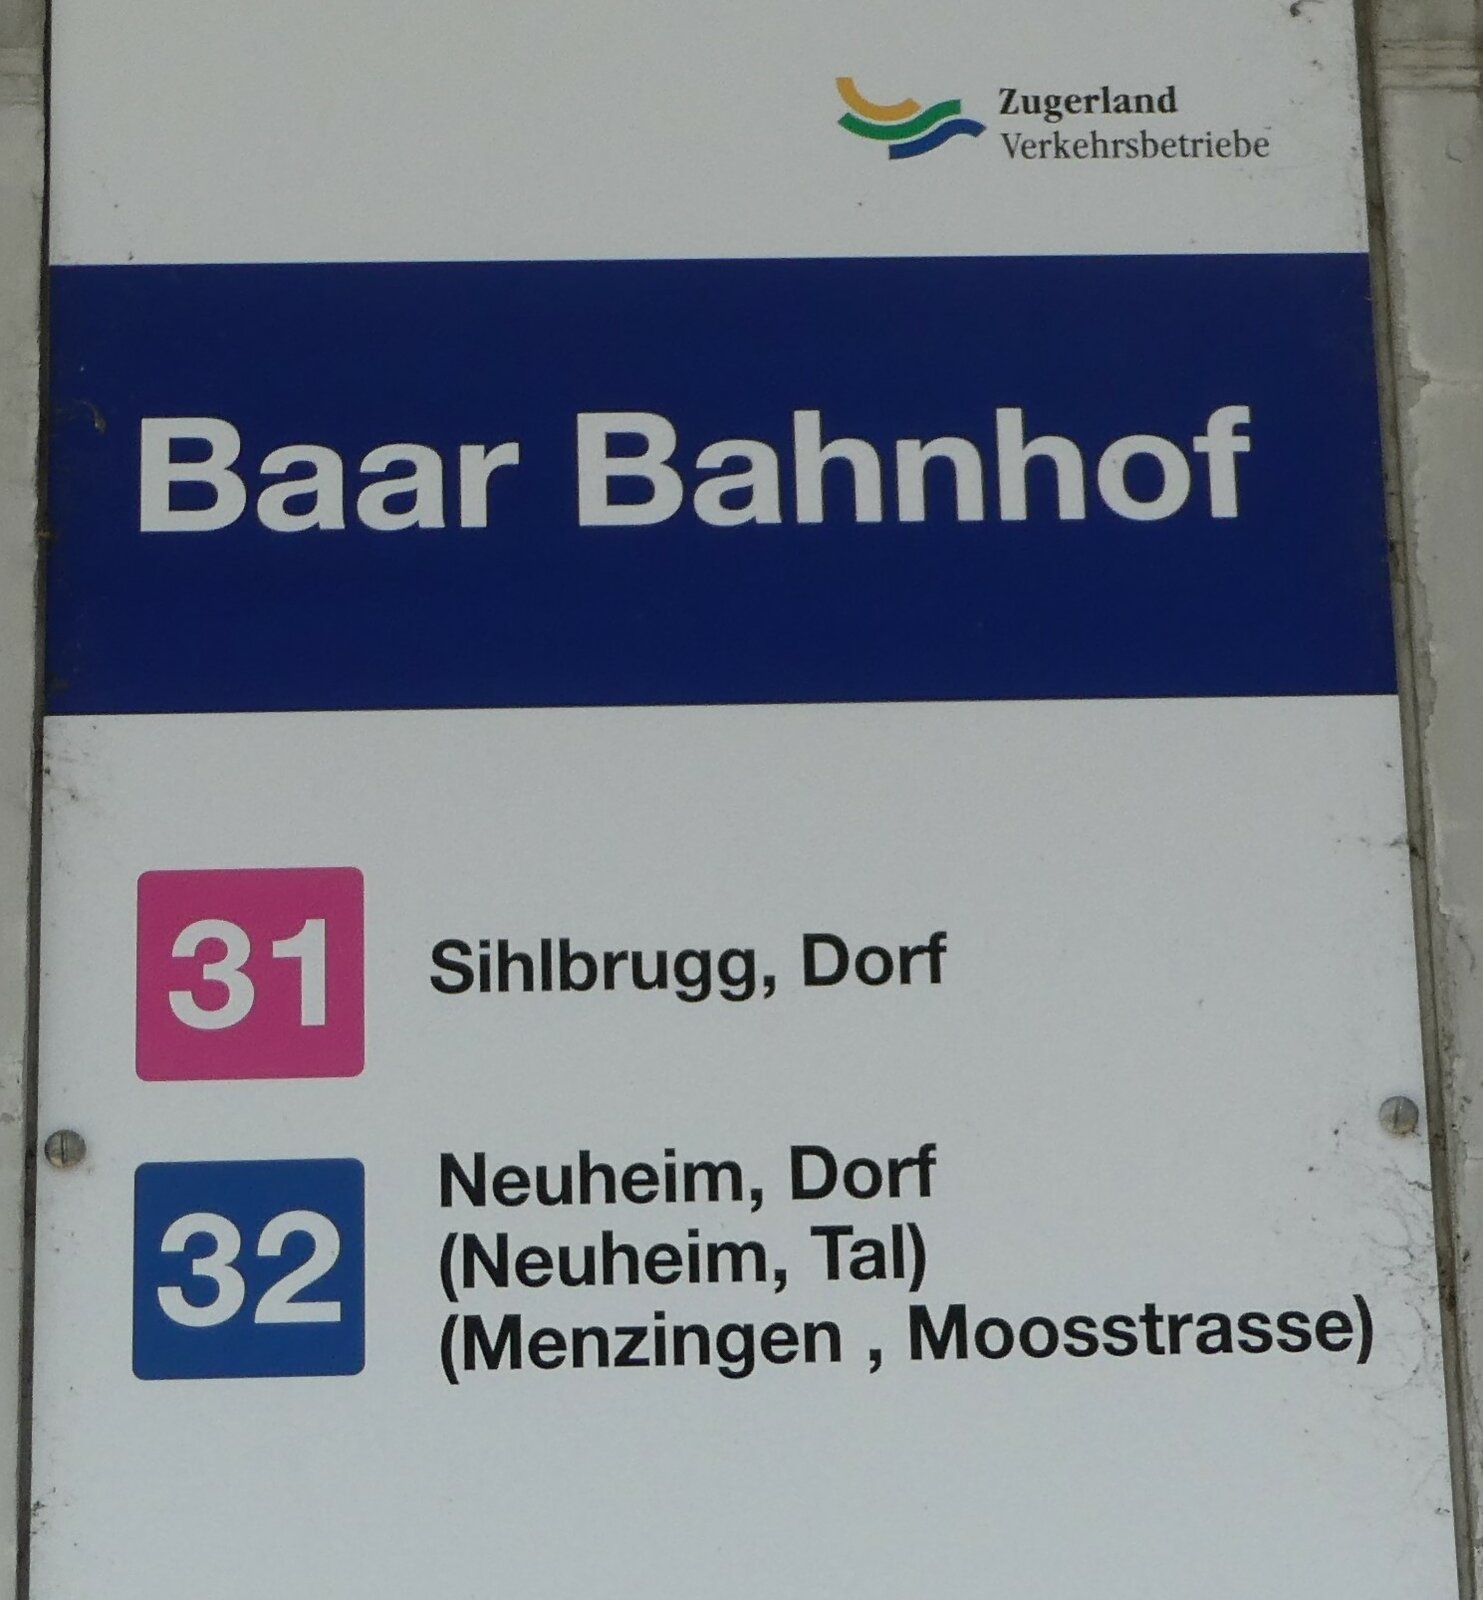 Zugerland
Verkehrsbetriebe
Baar Bahnhof
31 Sihlbrugg, Dorf
32 Neuheim, Dorf
(Neuheim, Tal)
(Menzingen , Moosstrasse)